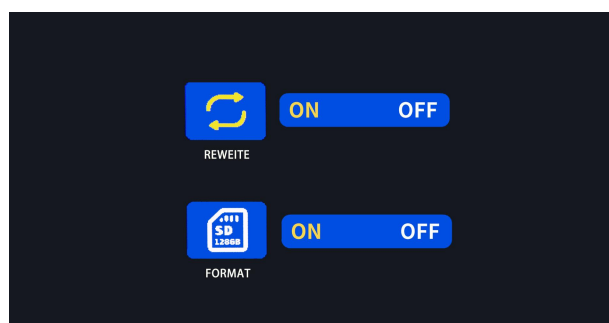 ON OFF
REWEITE
SD
128GB
ON OFF
FORMAT